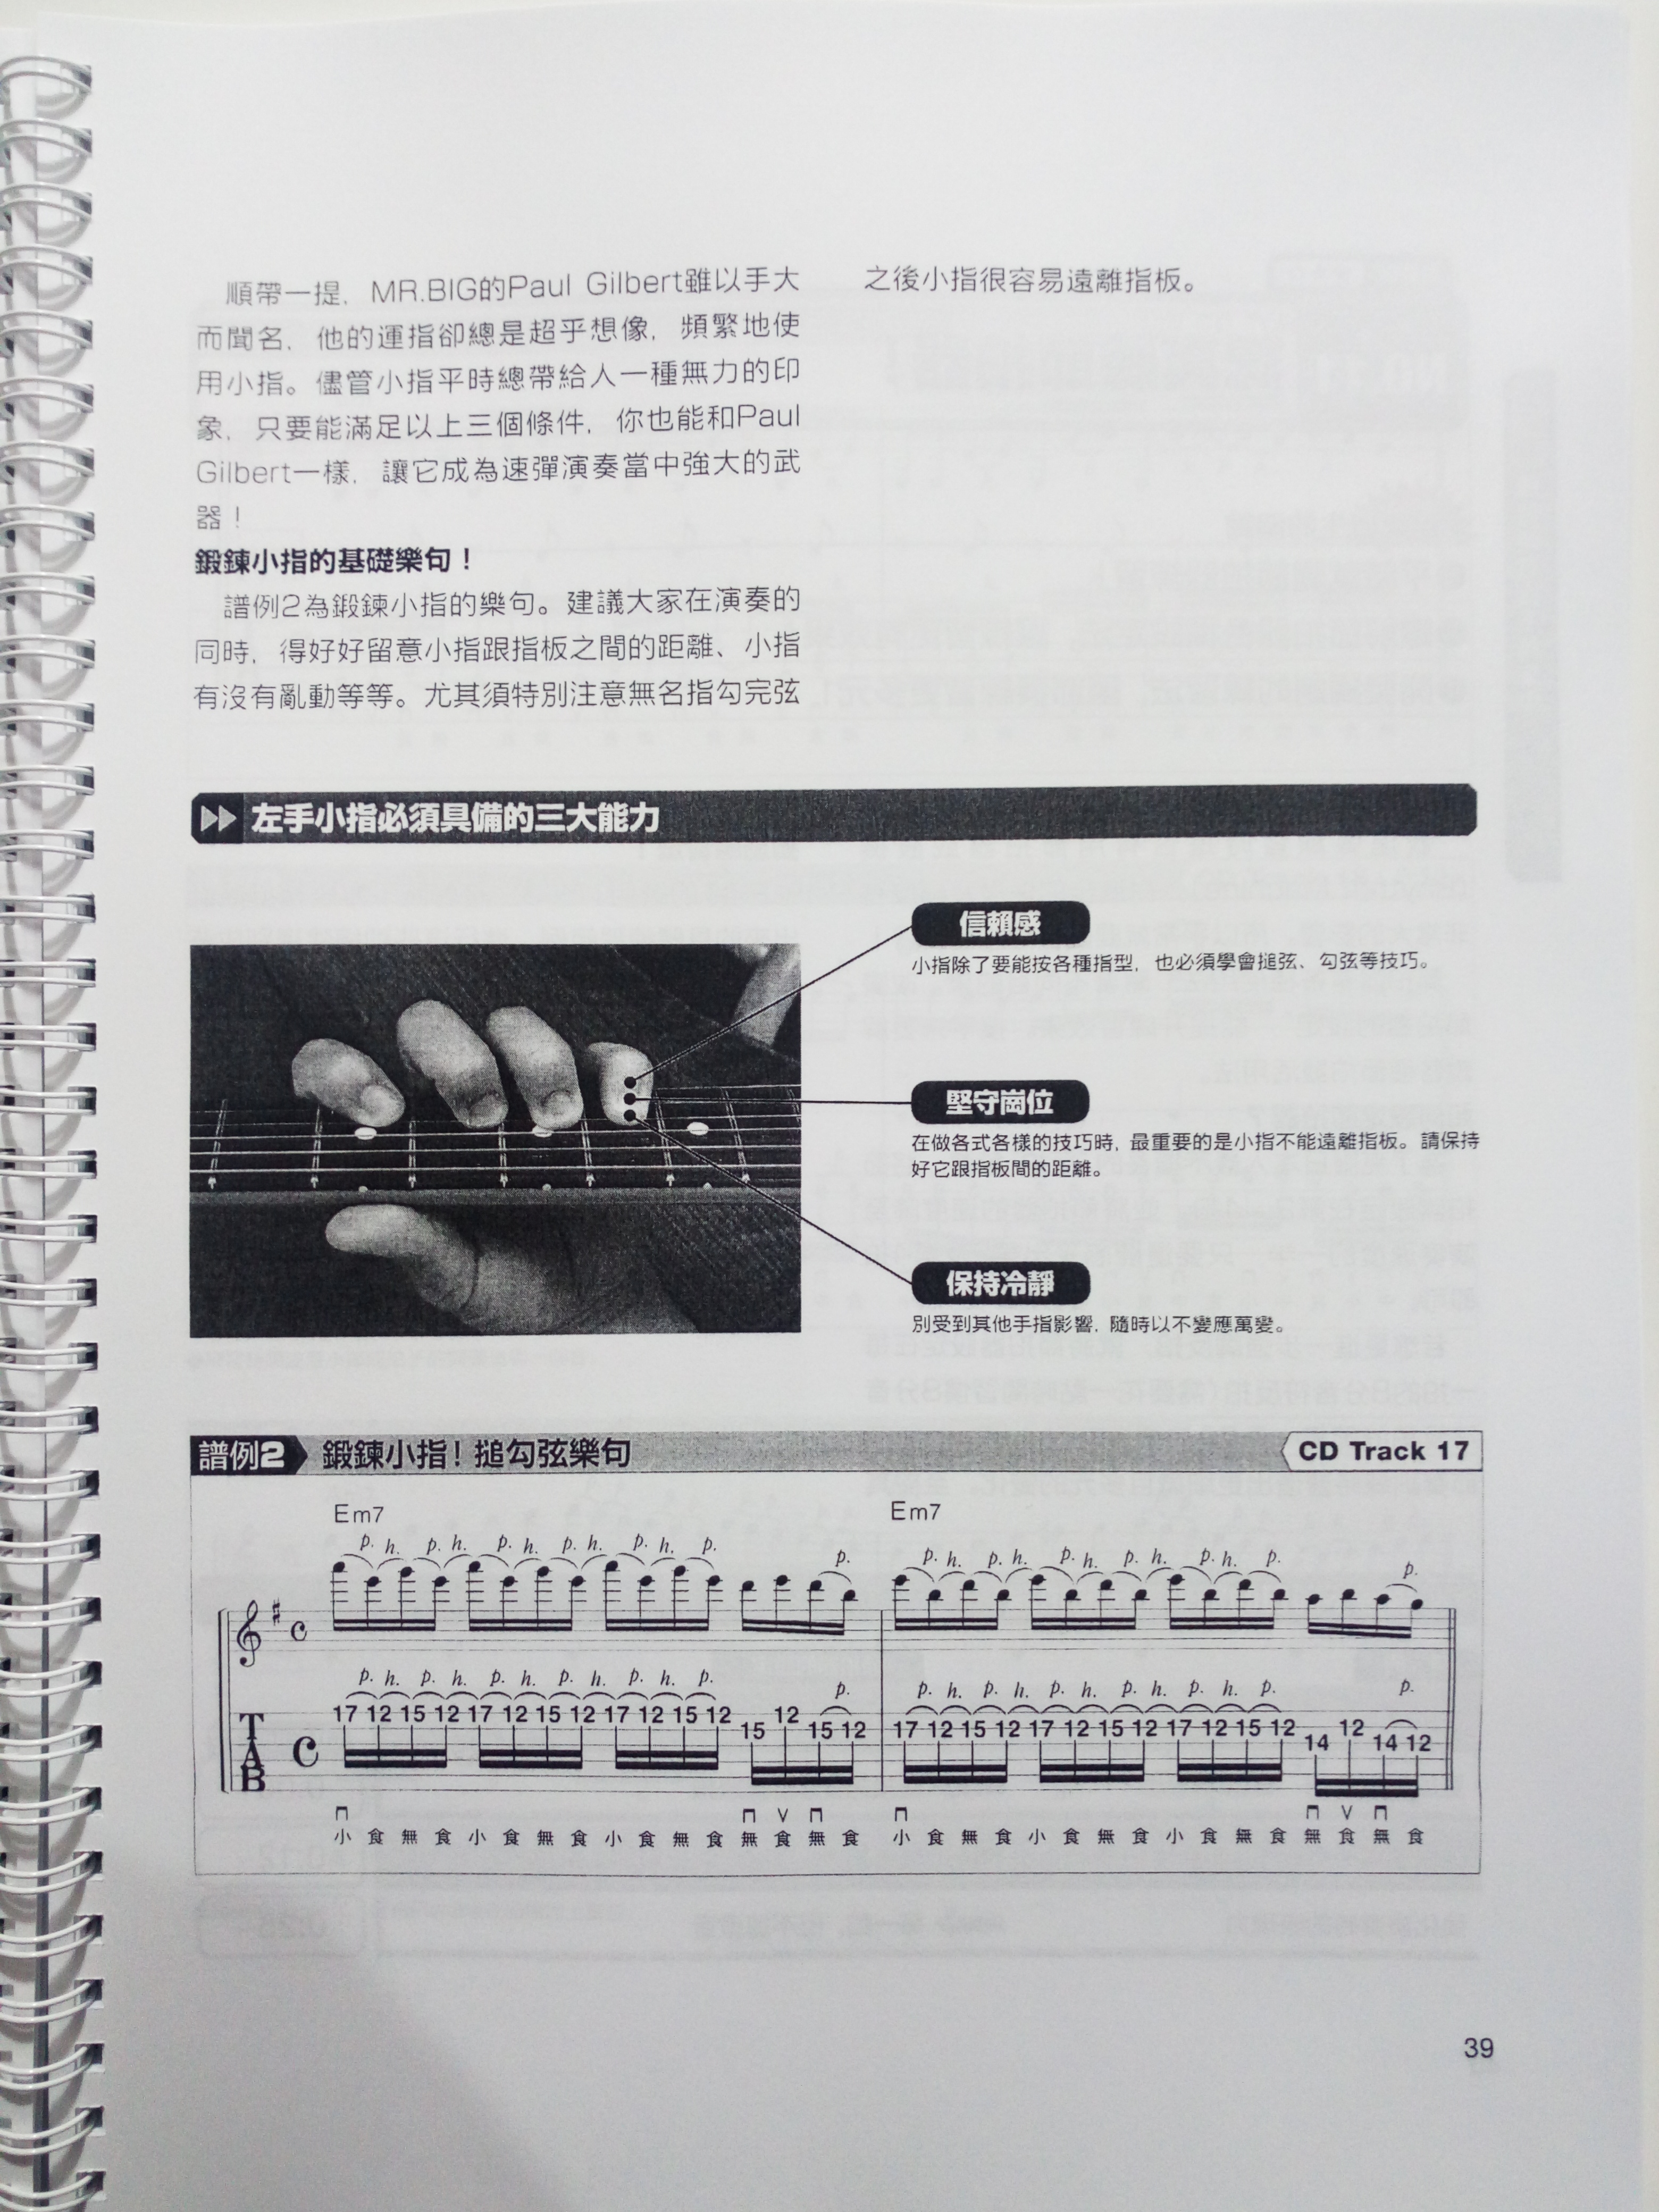 順帶一提，MR.BIG的Paul Gilbert雖以手大
而聞名，他的運指卻總是超乎想像，頻繁地使
用小指。儘管小指平時總帶給人一種無力的印
象，只要能滿足以上三個條件，你也能和Paul
Gilbert一樣，讓它成為速彈演奏當中強大的武
器！
鍛鍊小指的基礎樂句！
譜例2為鍛鍊小指的樂句。建議大家在演奏的
同時，得好好留意小指跟指板之間的距離、小指
有沒有亂動等等。尤其須特別注意無名指勾完弦
之後小指很容易遠離指板。
左手小指必須具備的三大能力
信賴感
小指除了要能按各種指型，也必須學會搥弦、勾弦等技巧。
堅守崗位
在做各式各樣的技巧時，最重要的是小指不能遠離指板。請保持
好它跟指板間的距離。
保持冷靜
別受到其他手指影響，隨時以不變應萬變。
譜例2 鍛鍊小指！搥勾弦樂句 CD Track 17
Em7 Em7
p. h. p. h. p. h. p. h. p. h. p. p. p. h. p. h. p. h. p. h. p. h. p. p.
p. h. p. h. p. h. p. h. p. h. p. p. p. h. p. h. p. h. p. h. p. h. p. p.
TAB 17 12 15 12 17 12 15 12 17 12 15 12 15 12 15 12 17 12 15 12 17 12 15 12 17 12 15 12 14 12 14 12
小 食 無 食 小 食 無 食 小 食 無 食 無 食 無 食 小 食 無 食 小 食 無 食 小 食 無 食 無 食 無 食
39